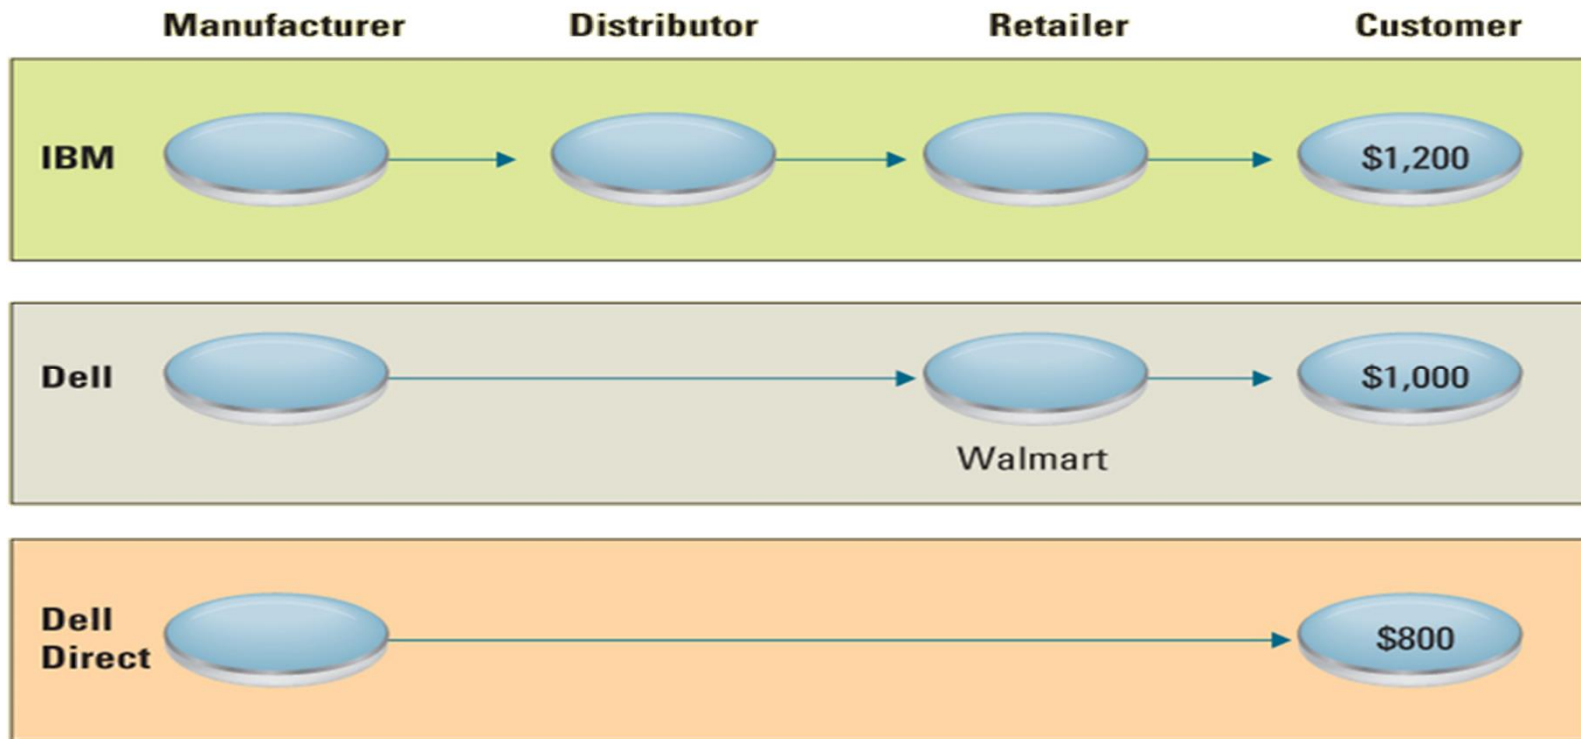 Manufacturer Distributor Retailer Customer
IBM $1,200
Dell $1,000
Walmart
Dell
Direct
$800